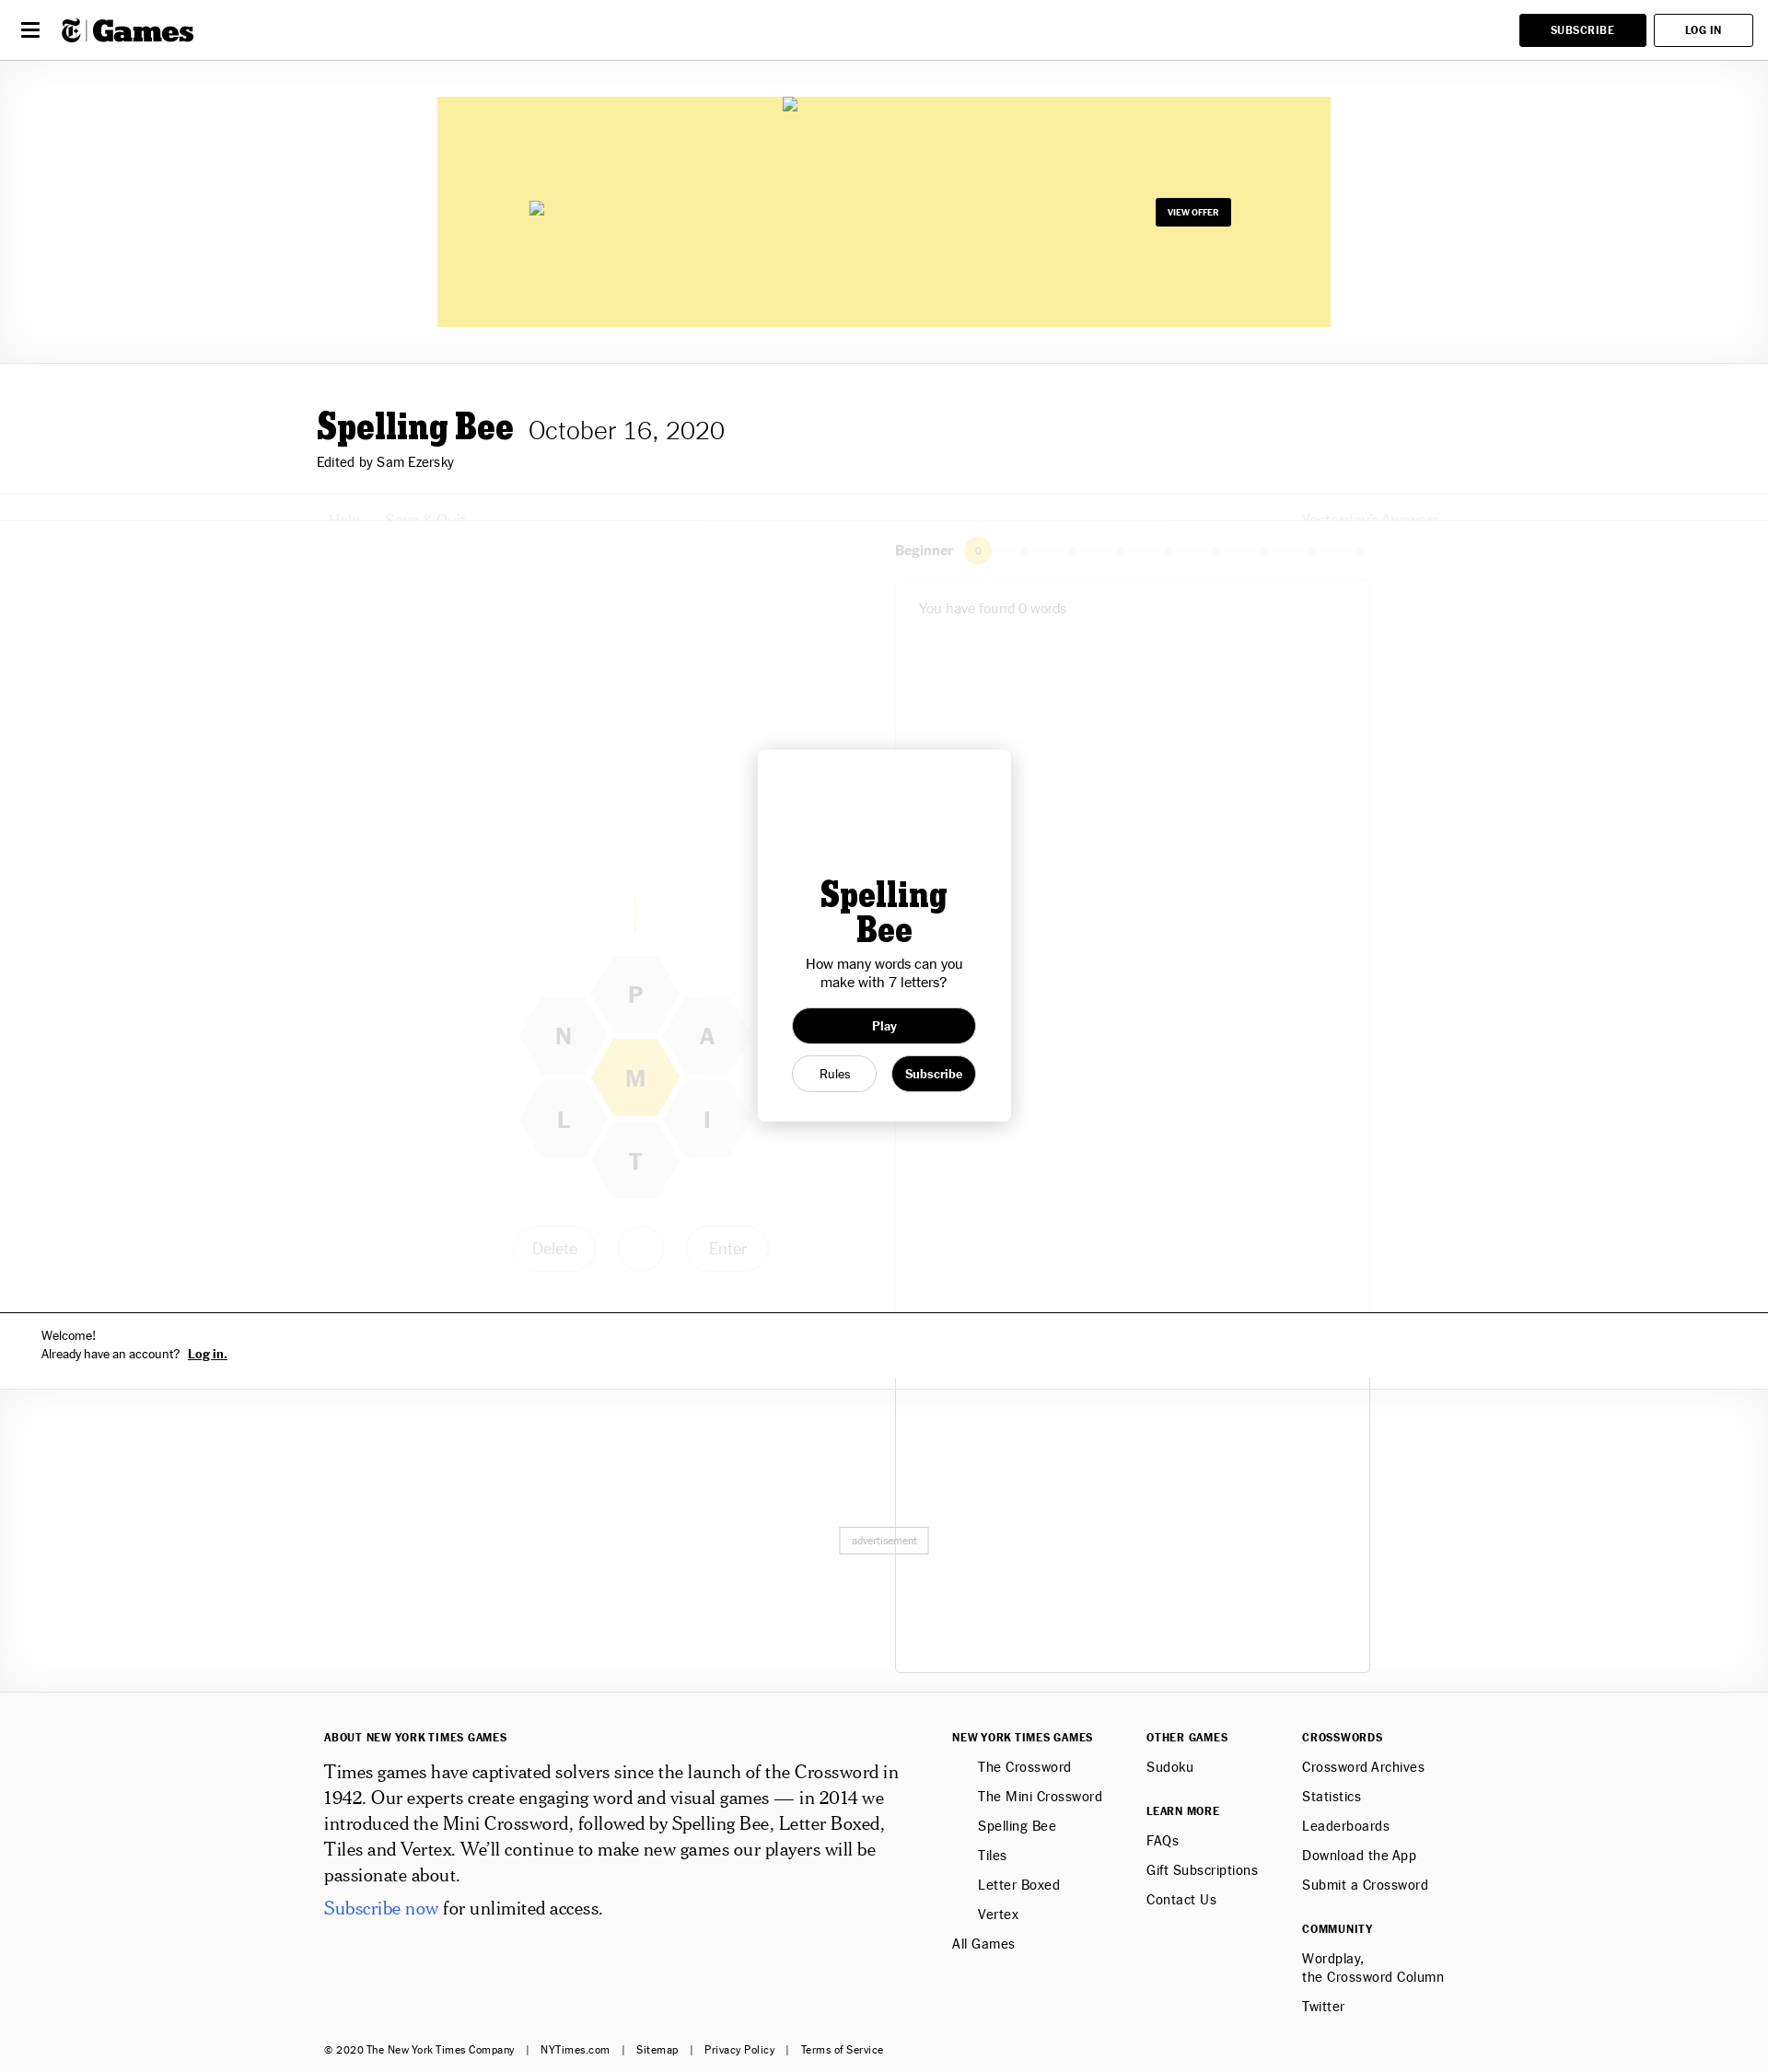 Games
SUBSCRIBE
LOG IN
VIEW OFFER
Spelling Bee October 16, 2020
Edited by Sam Ezersky
Help Save & Quit Yesterday's Answers
Beginner 0
You have found 0 words
Spelling
Bee
How many words can you
make with 7 letters?
Play
Rules Subscribe
P
N A
M
L I
T
Delete Enter
Welcome!
Already have an account? Log in.
advertisement
ABOUT NEW YORK TIMES GAMES
Times games have captivated solvers since the launch of the Crossword in
1942. Our experts create engaging word and visual games — in 2014 we
introduced the Mini Crossword, followed by Spelling Bee, Letter Boxed,
Tiles and Vertex. We’ll continue to make new games our players will be
passionate about.
Subscribe now for unlimited access.
NEW YORK TIMES GAMES
The Crossword
The Mini Crossword
Spelling Bee
Tiles
Letter Boxed
Vertex
All Games
OTHER GAMES
Sudoku
LEARN MORE
FAQs
Gift Subscriptions
Contact Us
CROSSWORDS
Crossword Archives
Statistics
Leaderboards
Download the App
Submit a Crossword
COMMUNITY
Wordplay,
the Crossword Column
Twitter
© 2020 The New York Times Company | NYTimes.com | Sitemap | Privacy Policy | Terms of Service